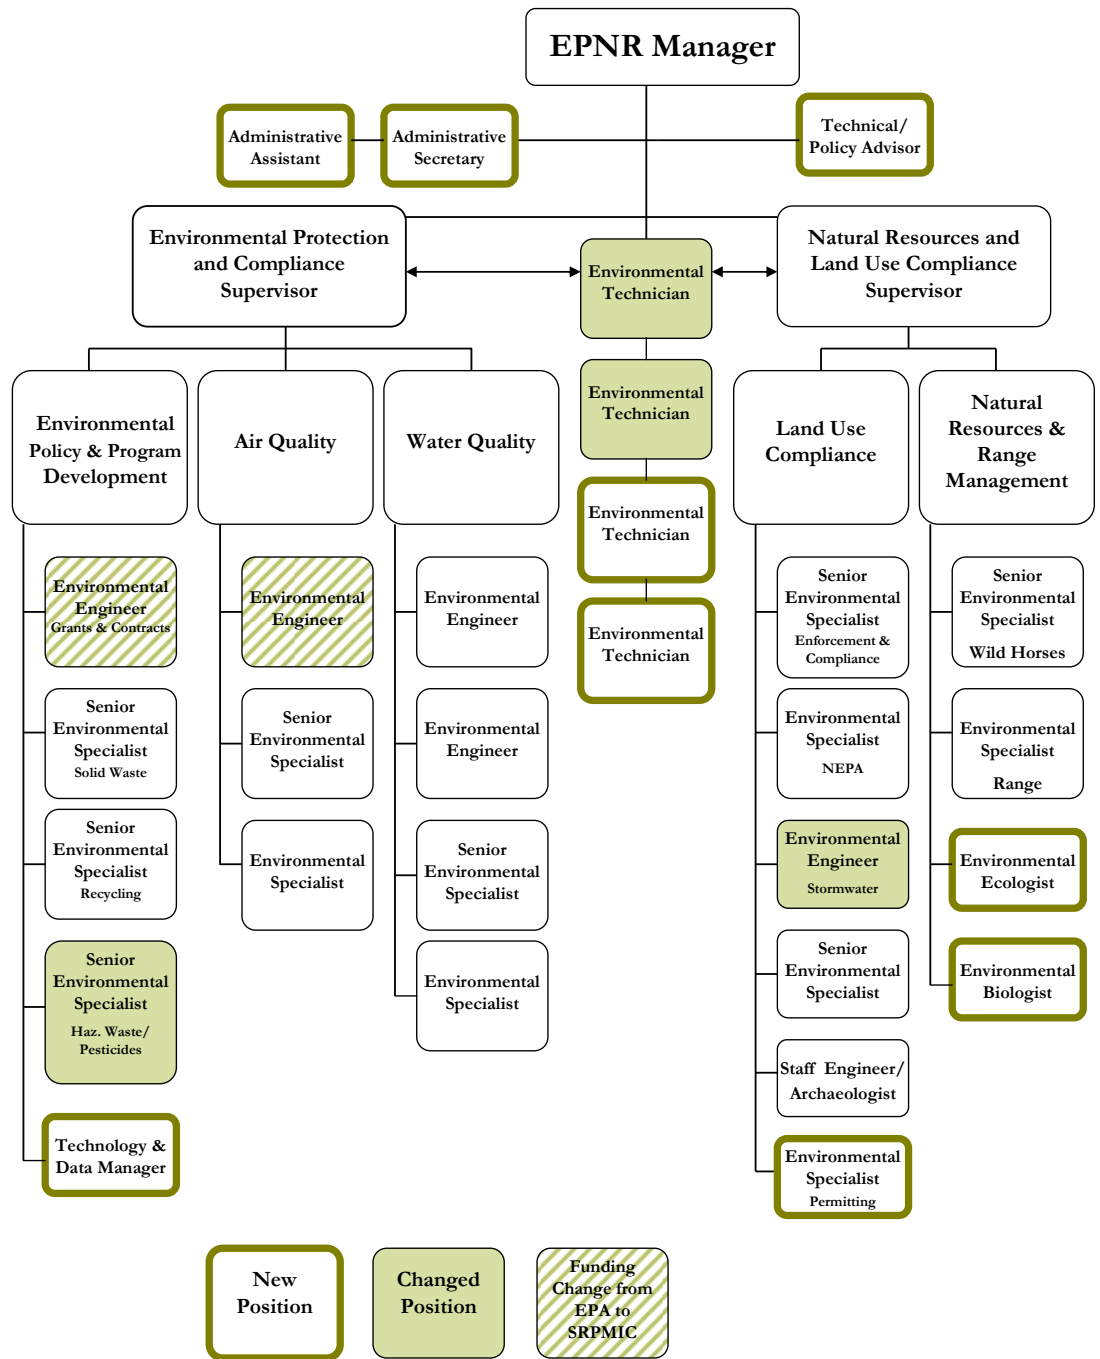 EPNR Manager
Administrative
Assistant
Administrative
Secretary
Technical/
Policy Advisor
Environmental Protection
and Compliance
Supervisor
Environmental
Technician
Natural Resources and
Land Use Compliance
Supervisor
Environmental
Technician
Environmental
Technician
Environmental
Technician
Environmental
Policy & Program
Development
Air Quality
Water Quality
Land Use
Compliance
Natural
Resources &
Range
Management
Environmental
Engineer
Grants & Contracts
Senior
Environmental
Specialist
Solid Waste
Senior
Environmental
Specialist
Recycling
Senior
Environmental
Specialist
Haz. Waste/
Pesticides
Technology &
Data Manager
Environmental
Engineer
Senior
Environmental
Specialist
Environmental
Specialist
Environmental
Engineer
Environmental
Engineer
Senior
Environmental
Specialist
Environmental
Specialist
Senior
Environmental
Specialist
Enforcement &
Compliance
Environmental
Specialist
NEPA
Environmental
Engineer
Stormwater
Senior
Environmental
Specialist
Staff Engineer/
Archaeologist
Environmental
Specialist
Permitting
Senior
Environmental
Specialist
Wild Horses
Environmental
Specialist
Range
Environmental
Ecologist
Environmental
Biologist
New
Position
Changed
Position
Funding
Change from
EPA to
SRPMIC